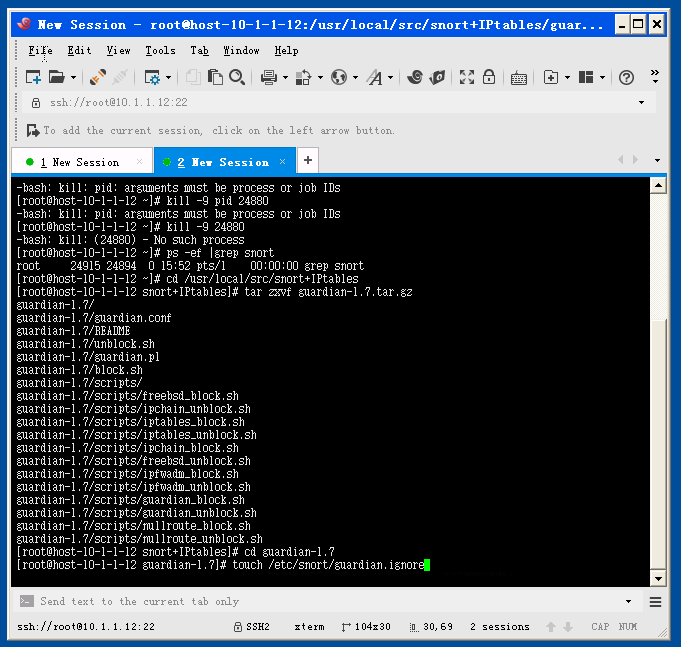 New Session - root@host-10-1-1-12:/usr/local/src/snort+IPtables/guar...
File Edit View Tools Tab Window Help
ssh://root@10.1.1.12:22
To add the current session, click on the left arrow button.
1 New Session × 2 New Session × +
-bash: kill: pid: arguments must be process or job IDs
[root@host-10-1-1-12 ~]# kill -9 pid 24880
-bash: kill: pid: arguments must be process or job IDs
[root@host-10-1-1-12 ~]# kill -9 24880
-bash: kill: (24880) - No such process
[root@host-10-1-1-12 ~]# ps -ef |grep snort
root     24915 24894  0 15:52 pts/1    00:00:00 grep snort
[root@host-10-1-1-12 ~]# cd /usr/local/src/snort+IPtables
[root@host-10-1-1-12 snort+IPtables]# tar zxvf guardian-1.7.tar.gz
guardian-1.7/
guardian-1.7/guardian.conf
guardian-1.7/README
guardian-1.7/unblock.sh
guardian-1.7/guardian.pl
guardian-1.7/block.sh
guardian-1.7/scripts/
guardian-1.7/scripts/freebsd_block.sh
guardian-1.7/scripts/ipchain_unblock.sh
guardian-1.7/scripts/iptables_block.sh
guardian-1.7/scripts/iptables_unblock.sh
guardian-1.7/scripts/ipchain_block.sh
guardian-1.7/scripts/freebsd_unblock.sh
guardian-1.7/scripts/ipfwadm_block.sh
guardian-1.7/scripts/ipfwadm_unblock.sh
guardian-1.7/scripts/guardian_block.sh
guardian-1.7/scripts/guardian_unblock.sh
guardian-1.7/scripts/nullroute_block.sh
guardian-1.7/scripts/nullroute_unblock.sh
[root@host-10-1-1-12 snort+IPtables]# cd guardian-1.7
[root@host-10-1-1-12 guardian-1.7]# touch /etc/snort/guardian.ignore
Send text to the current tab only
ssh://root@10.1.1.12:22 SSH2 xterm 104x30 30,69 2 sessions CAP NUM